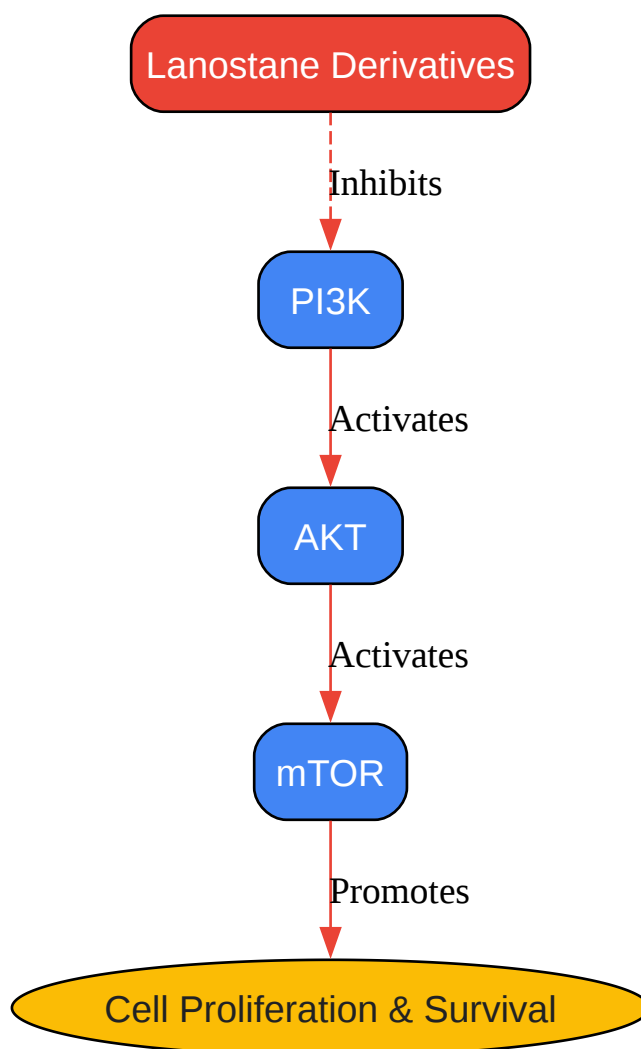 Lanostane Derivatives
Inhibits
PI3K
Activates
AKT
Activates
mTOR
Promotes
Cell Proliferation & Survival